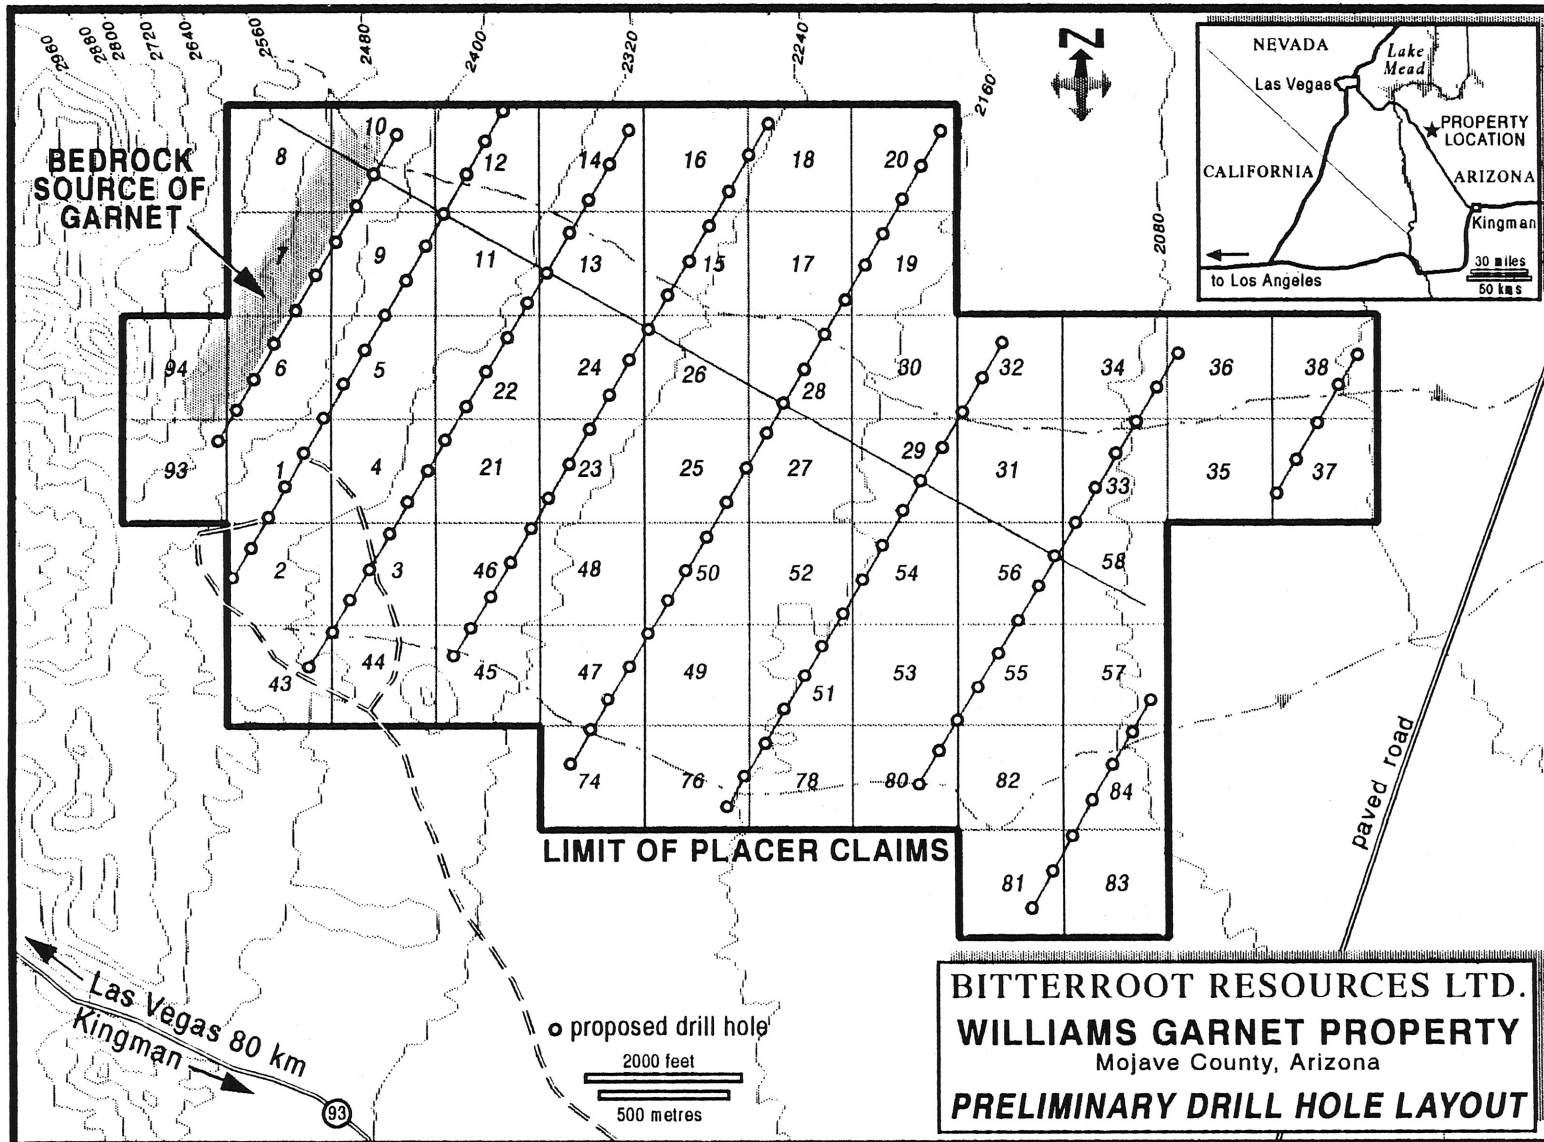 2960
2880
2800
2720
2640
2560
2480
2400
2320
2240
2160
2080
N
NEVADA
Lake
Mead
Las Vegas
PROPERTY
LOCATION
CALIFORNIA
ARIZONA
Kingman
30 miles
50 kms
to Los Angeles
BEDROCK
SOURCE OF
GARNET
8
10
12
14
16
18
20
7
9
11
13
15
17
19
94
6
5
22
24
26
28
30
32
34
36
38
93
1
4
21
23
25
27
29
31
33
35
37
2
3
46
48
50
52
54
56
58
43
44
45
47
49
51
53
55
57
74
76
78
80
82
84
81
83
LIMIT OF PLACER CLAIMS
paved road
Las Vegas 80 km
Kingman
93
proposed drill hole
2000 feet
500 metres
BITTERROOT RESOURCES LTD.
WILLIAMS GARNET PROPERTY
Mojave County, Arizona
PRELIMINARY DRILL HOLE LAYOUT